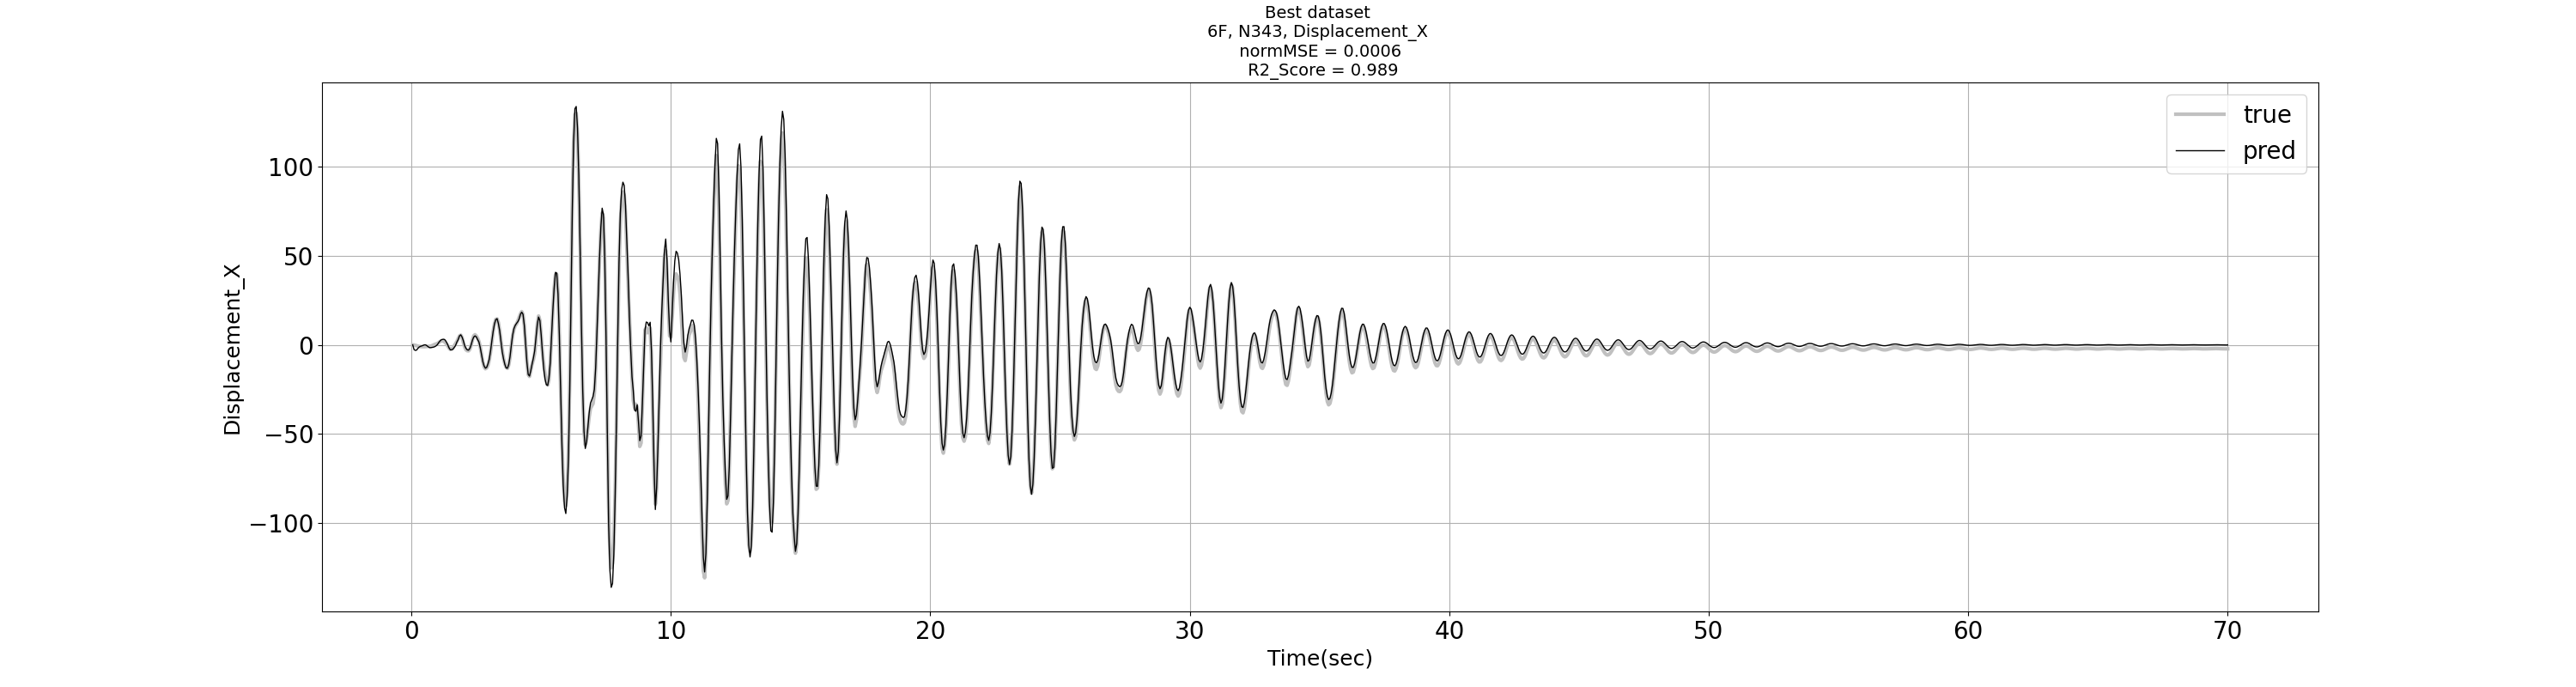 Best dataset
6F, N343, Displacement_X
normMSE = 0.0006
R2_Score = 0.989
true
pred
Displacement_X
100
50
0
−50
−100
0 10 20 30 40 50 60 70
Time(sec)